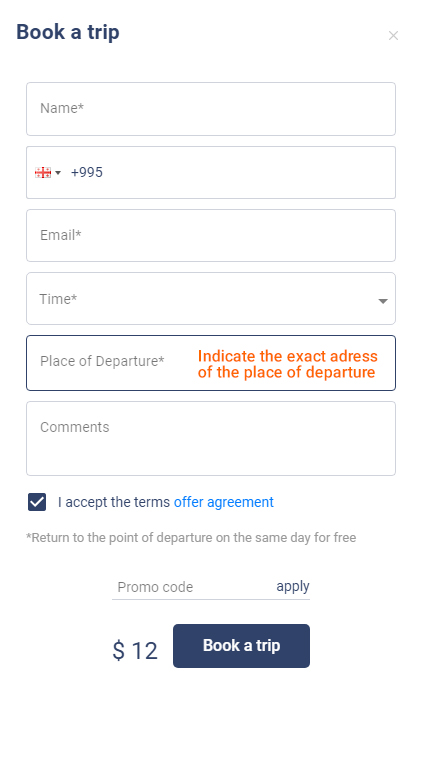 Book a trip
×
Name*
+995
Email*
Time*
Place of Departure*
Indicate the exact adress
of the place of departure
Comments
I accept the terms offer agreement
*Return to the point of departure on the same day for free
Promo code apply
$ 12 Book a trip